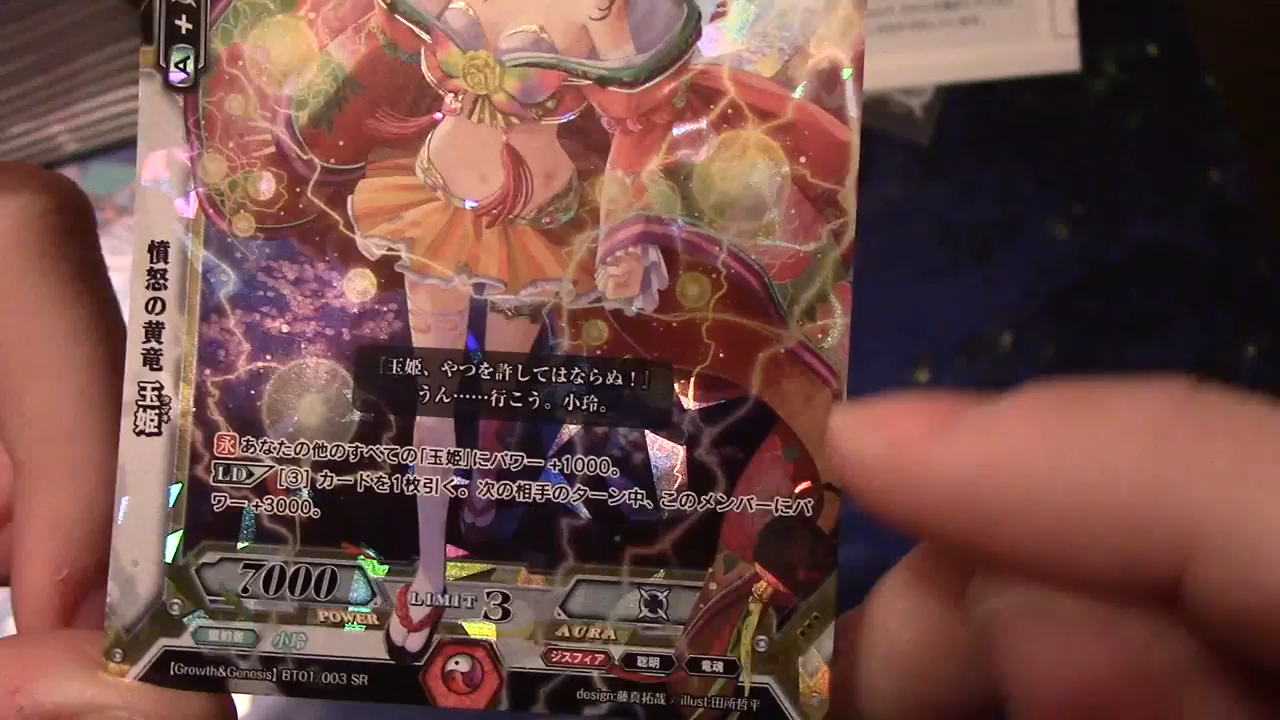 +
A
憤怒の黄竜 玉姫
タマキ
『玉姫、やつを許してはならぬ！』
うん……行こう。小玲。
永 あなたの他のすべての「玉姫」にパワー+1000。
LD [③] カードを1枚引く。次の相手のターン中、このメンバーにパ
ワー+3000。
7000
POWER
LIMIT 3
AURA
契約者 小玲
ジスフィア 聡明 竜魂
【Growth&Genesis】BT01/003 SR
design:藤真拓哉 / illust:田所哲平